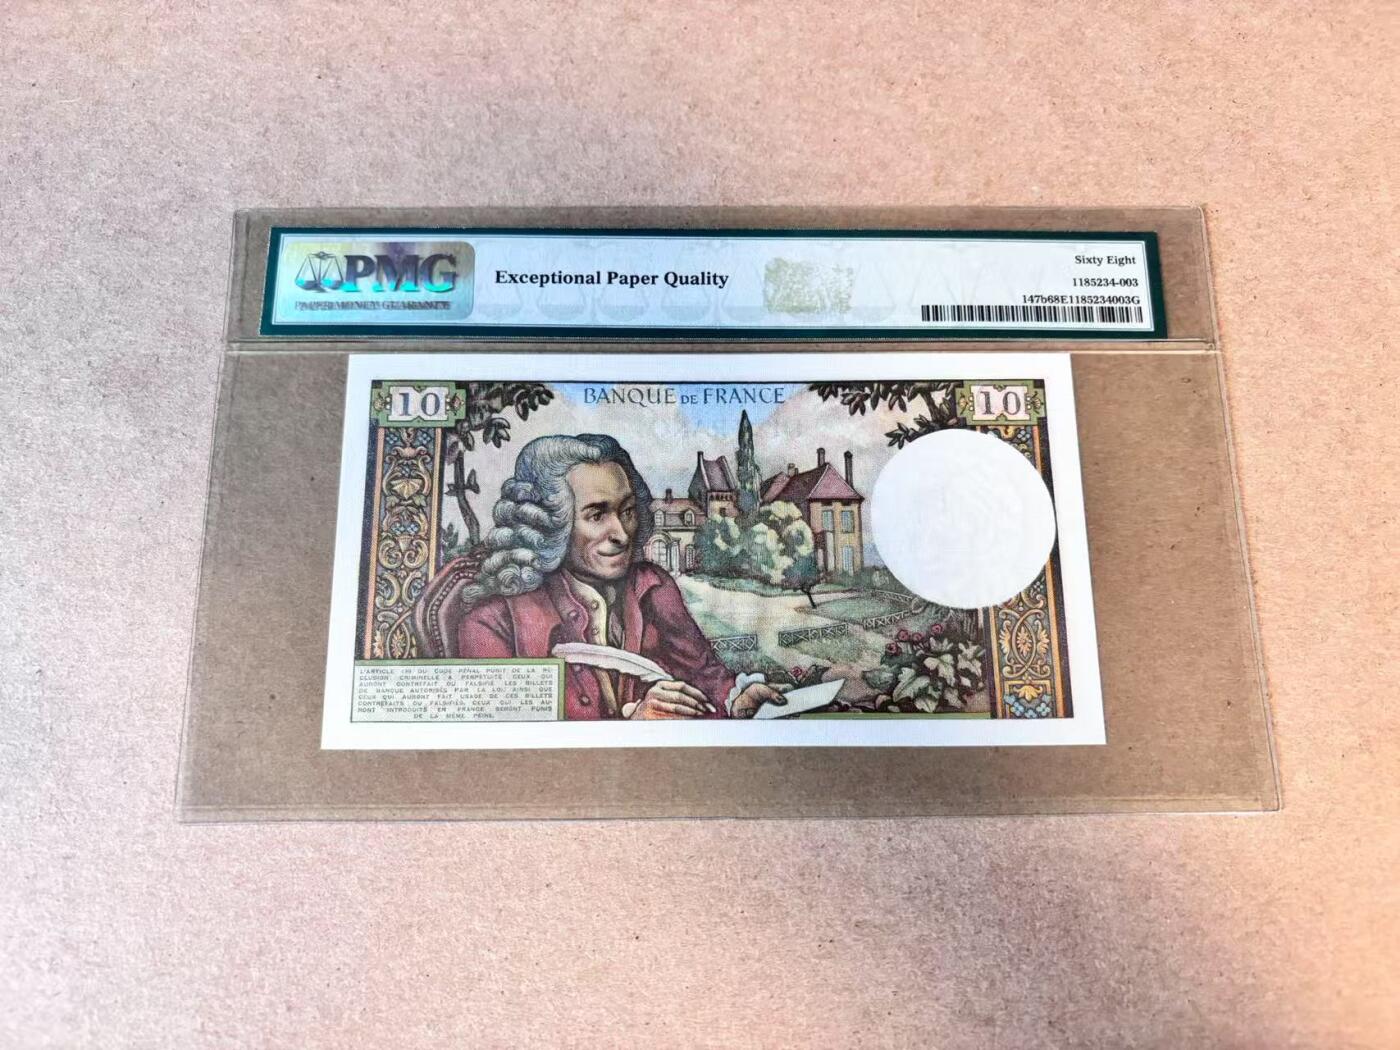 PMG
PAPER MONEY GUARANTY
Exceptional Paper Quality
Sixty Eight
1185234-003
147b68E1185234003G
10
BANQUE DE FRANCE
10
L'ARTICLE 139 DU CODE PÉNAL PUNIT DE LA RÉ-
CLUSION CRIMINELLE À PERPÉTUITÉ CEUX QUI
AURONT CONTREFAIT OU FALSIFIÉ LES BILLETS
DE BANQUE AUTORISÉS PAR LA LOI, AINSI QUE
CEUX QUI AURONT FAIT USAGE DE CES BILLETS
CONTREFAITS OU FALSIFIÉS. CEUX QUI LES AU-
RONT INTRODUITS EN FRANCE SERONT PUNIS
DE LA MÊME PEINE.